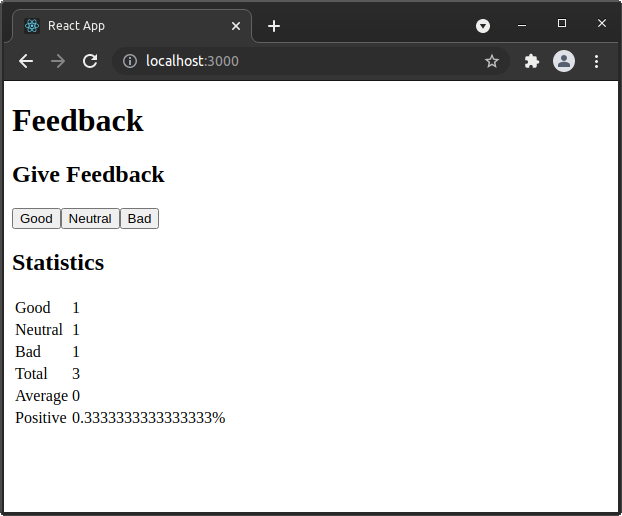 React App
localhost:3000
Feedback
Give Feedback
Good Neutral Bad
Statistics
Good 1
Neutral 1
Bad 1
Total 3
Average 0
Positive 0.3333333333333333%